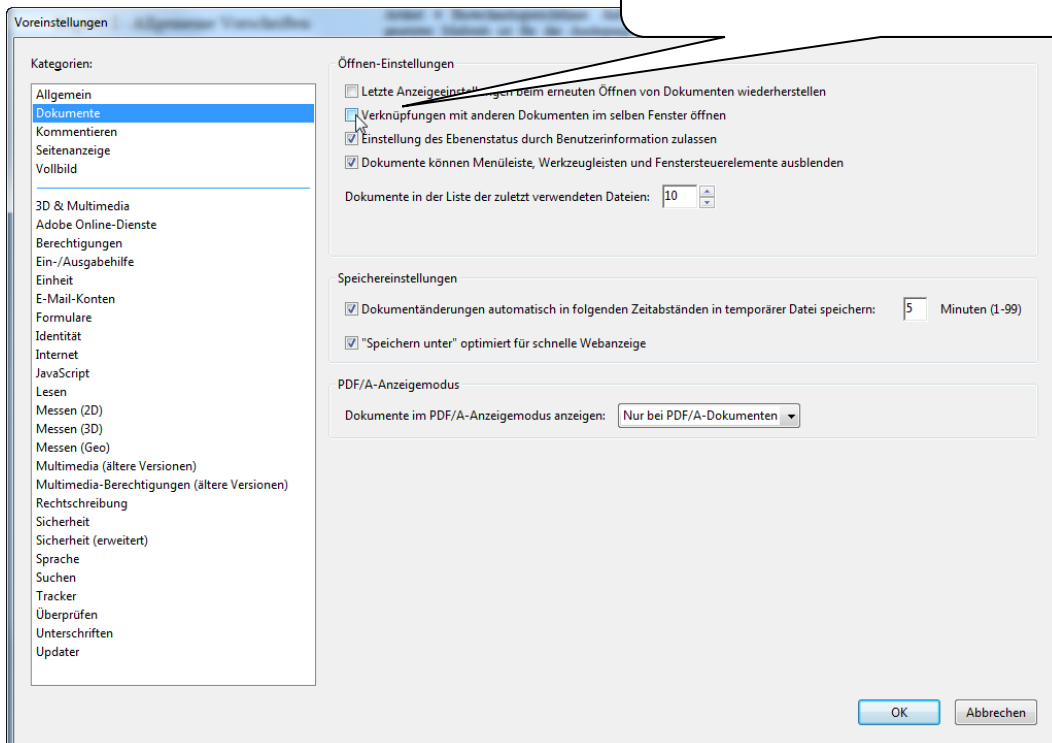 Voreinstellungen
Allgemeine Vorschriften
Kategorien:
Allgemein
Dokumente
Kommentieren
Seitenanzeige
Vollbild
3D & Multimedia
Adobe Online-Dienste
Berechtigungen
Ein-/Ausgabehilfe
Einheit
E-Mail-Konten
Formulare
Identität
Internet
JavaScript
Lesen
Messen (2D)
Messen (3D)
Messen (Geo)
Multimedia (ältere Versionen)
Multimedia-Berechtigungen (ältere Versionen)
Rechtschreibung
Sicherheit
Sicherheit (erweitert)
Sprache
Suchen
Tracker
Überprüfen
Unterschriften
Updater
Öffnen-Einstellungen
Letzte Anzeigeeinstellungen beim erneuten Öffnen von Dokumenten wiederherstellen
Verknüpfungen mit anderen Dokumenten im selben Fenster öffnen
Einstellung des Ebenenstatus durch Benutzerinformation zulassen
Dokumente können Menüleiste, Werkzeugleisten und Fenstersteuerelemente ausblenden
Dokumente in der Liste der zuletzt verwendeten Dateien: 10
Speichereinstellungen
Dokumentänderungen automatisch in folgenden Zeitabständen in temporärer Datei speichern: 5 Minuten (1-99)
"Speichern unter" optimiert für schnelle Webanzeige
PDF/A-Anzeigemodus
Dokumente im PDF/A-Anzeigemodus anzeigen: Nur bei PDF/A-Dokumenten
OK
Abbrechen